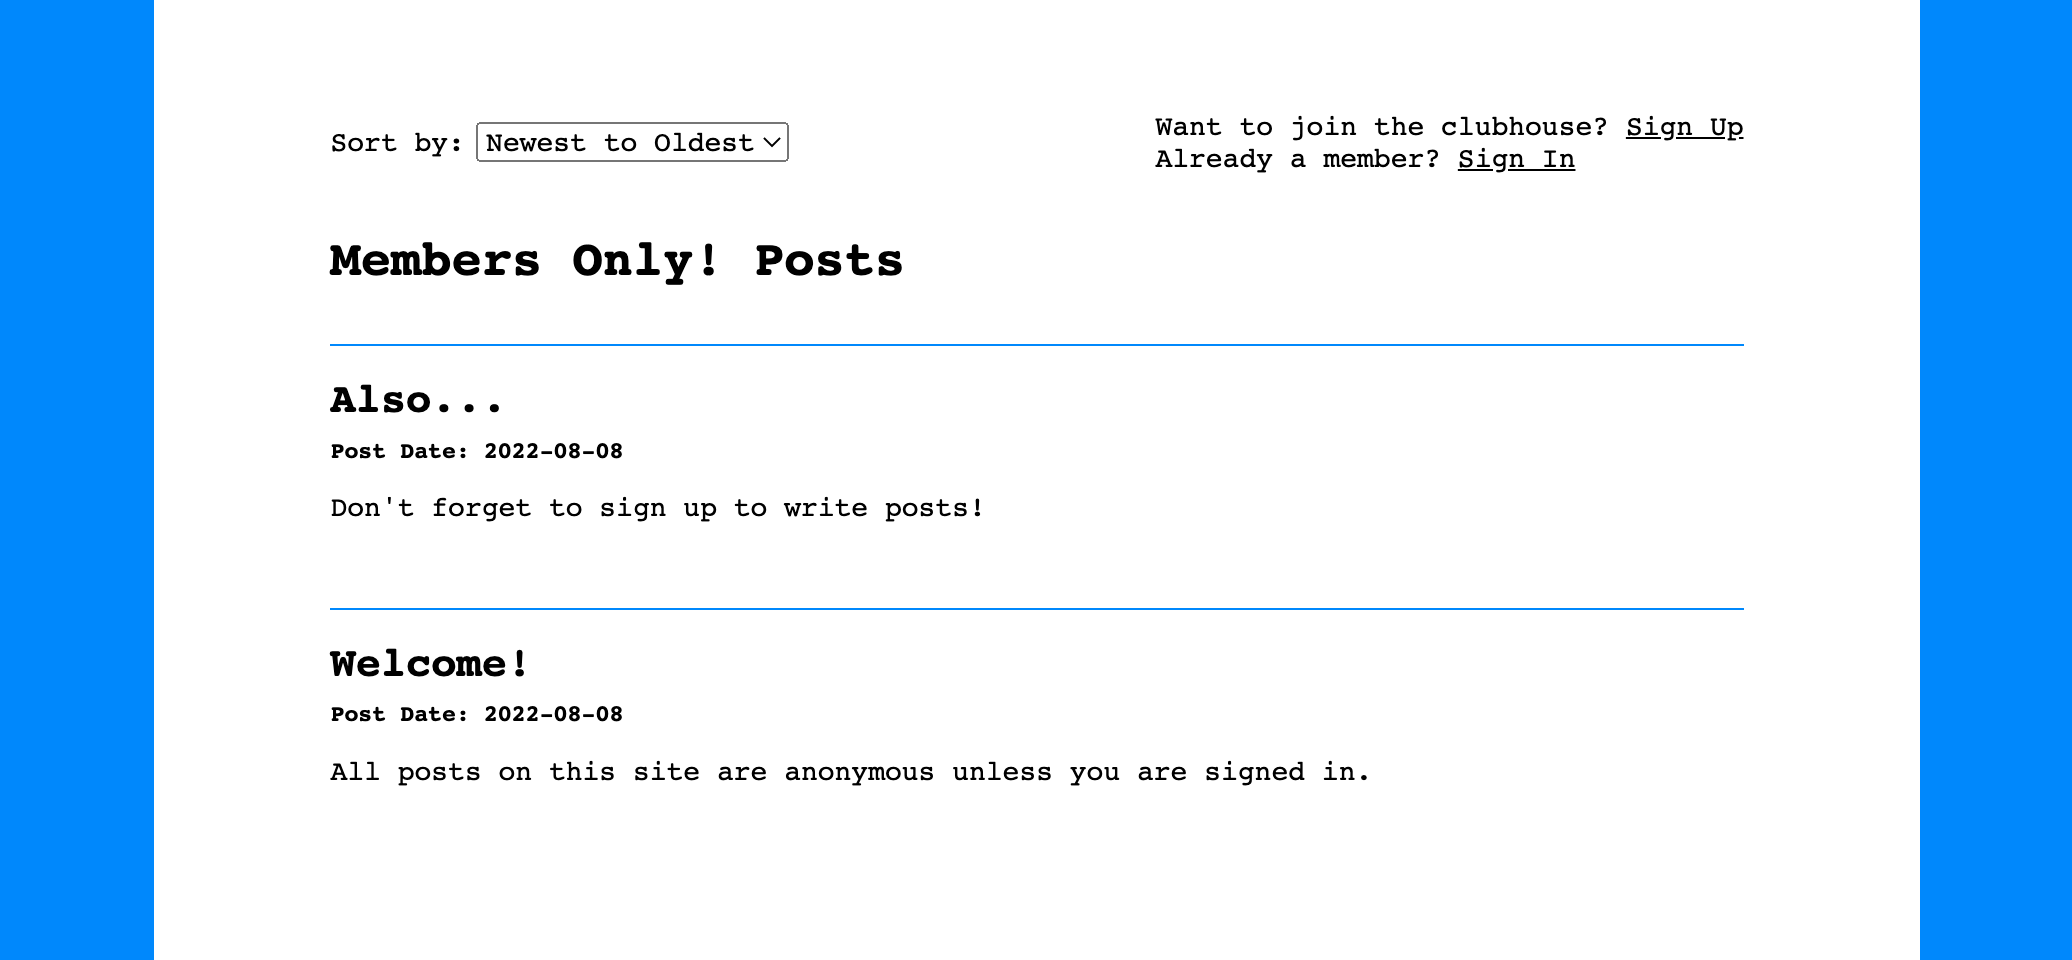 Sort by: Newest to Oldest
Want to join the clubhouse? Sign Up
Already a member? Sign In
Members Only! Posts
Also...
Post Date: 2022-08-08
Don't forget to sign up to write posts!
Welcome!
Post Date: 2022-08-08
All posts on this site are anonymous unless you are signed in.